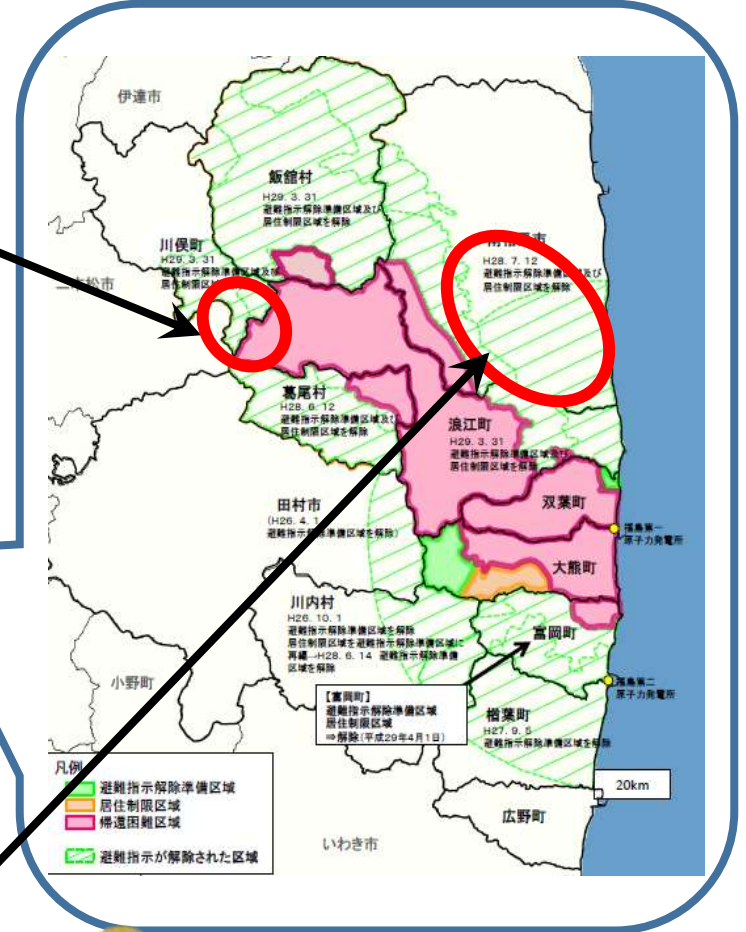 伊達市
飯舘村
H29. 3. 31
避難指示解除準備区域及び
居住制限区域を解除
川俣町
H29. 3. 31
避難指示解除準備区域及び
居住制限区域を解除
二本松市
南相馬市
H28. 7. 12
避難指示解除準備区域及び
居住制限区域を解除
葛尾村
H28. 6. 12
避難指示解除準備区域及び
居住制限区域を解除
浪江町
H29. 3. 31
避難指示解除準備区域及び
居住制限区域を解除
田村市
(H26. 4. 1
避難指示解除準備区域を解除)
双葉町
福島第一
原子力発電所
大熊町
川内村
H26. 10. 1
避難指示解除準備区域を解除
居住制限区域を避難指示解除準備区域に
再編→H28. 6. 14 避難指示解除準備
区域を解除
富岡町
小野町
【富岡町】
避難指示解除準備区域
居住制限区域
⇒解除(平成29年4月1日)
福島第二
原子力発電所
楢葉町
H27. 9. 5
避難指示解除準備区域を解除
凡例
避難指示解除準備区域
居住制限区域
帰還困難区域
避難指示が解除された区域
20km
広野町
いわき市